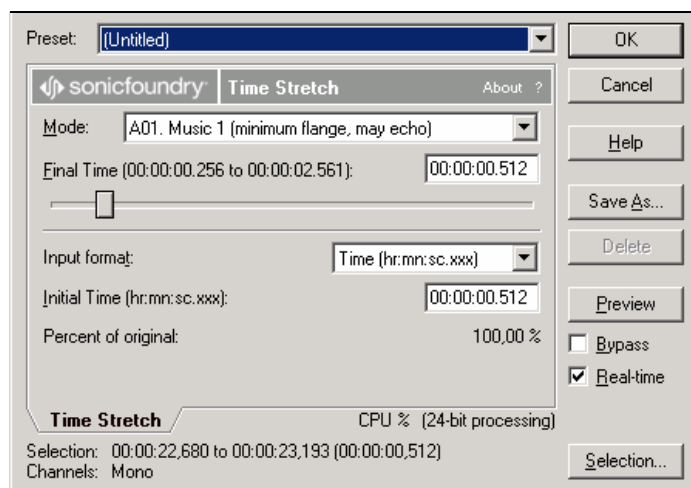 Preset: (Untitled) OK
sonicfoundry Time Stretch About ? Cancel
Mode: A01. Music 1 (minimum flange, may echo)
Help
Final Time (00:00:00.256 to 00:00:02.561): 00:00:00.512
Save As...
Input format: Time (hr:mn:sc.xxx) Delete
Initial Time (hr:mn:sc.xxx): 00:00:00.512 Preview
Percent of original: 100,00 % Bypass
Real-time
Time Stretch CPU % (24-bit processing)
Selection: 00:00:22,680 to 00:00:23,193 (00:00:00,512) Selection...
Channels: Mono